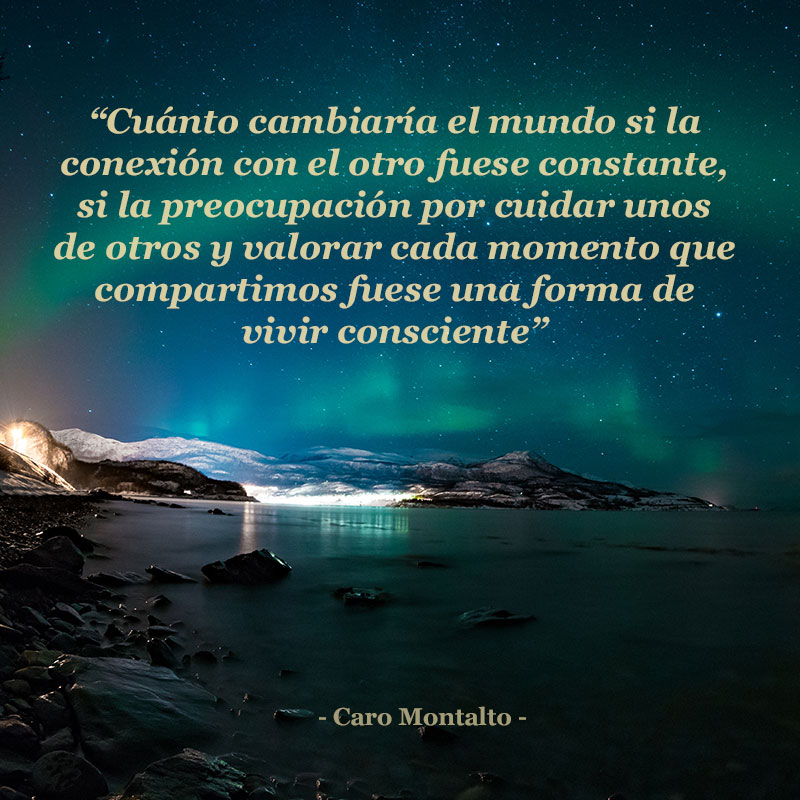 “Cuánto cambiaría el mundo si la
conexión con el otro fuese constante,
si la preocupación por cuidar unos
de otros y valorar cada momento que
compartimos fuese una forma de
vivir consciente”
- Caro Montalto -